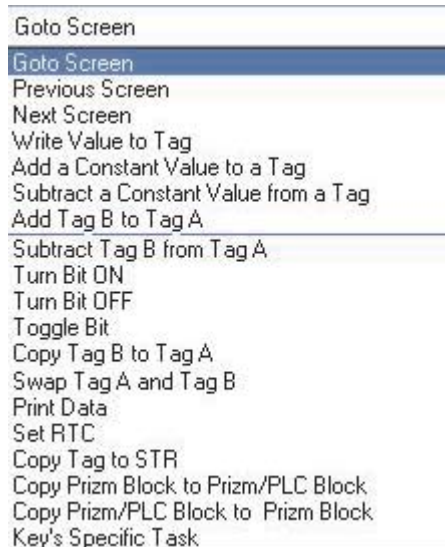 Goto Screen
Goto Screen
Previous Screen
Next Screen
Write Value to Tag
Add a Constant Value to a Tag
Subtract a Constant Value from a Tag
Add Tag B to Tag A
Subtract Tag B from Tag A
Turn Bit ON
Turn Bit OFF
Toggle Bit
Copy Tag B to Tag A
Swap Tag A and Tag B
Print Data
Set RTC
Copy Tag to STR
Copy Prizm Block to Prizm/PLC Block
Copy Prizm/PLC Block to Prizm Block
Key's Specific Task